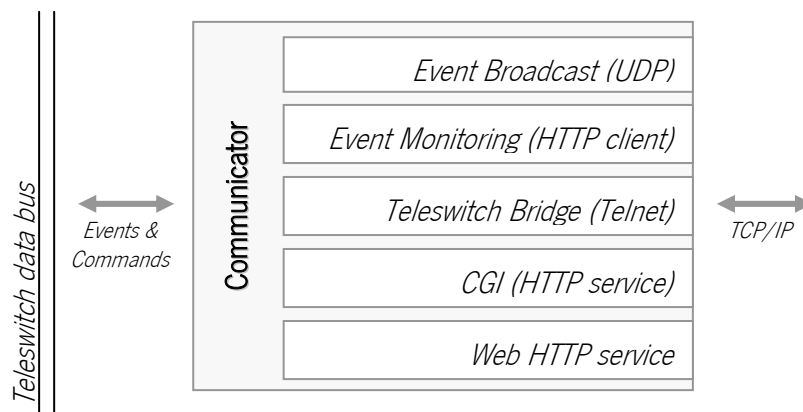 Teleswitch data bus
Events &
Commands
Communicator
Event Broadcast (UDP)
Event Monitoring (HTTP client)
Teleswitch Bridge (Telnet)
CGI (HTTP service)
Web HTTP service
TCP/IP